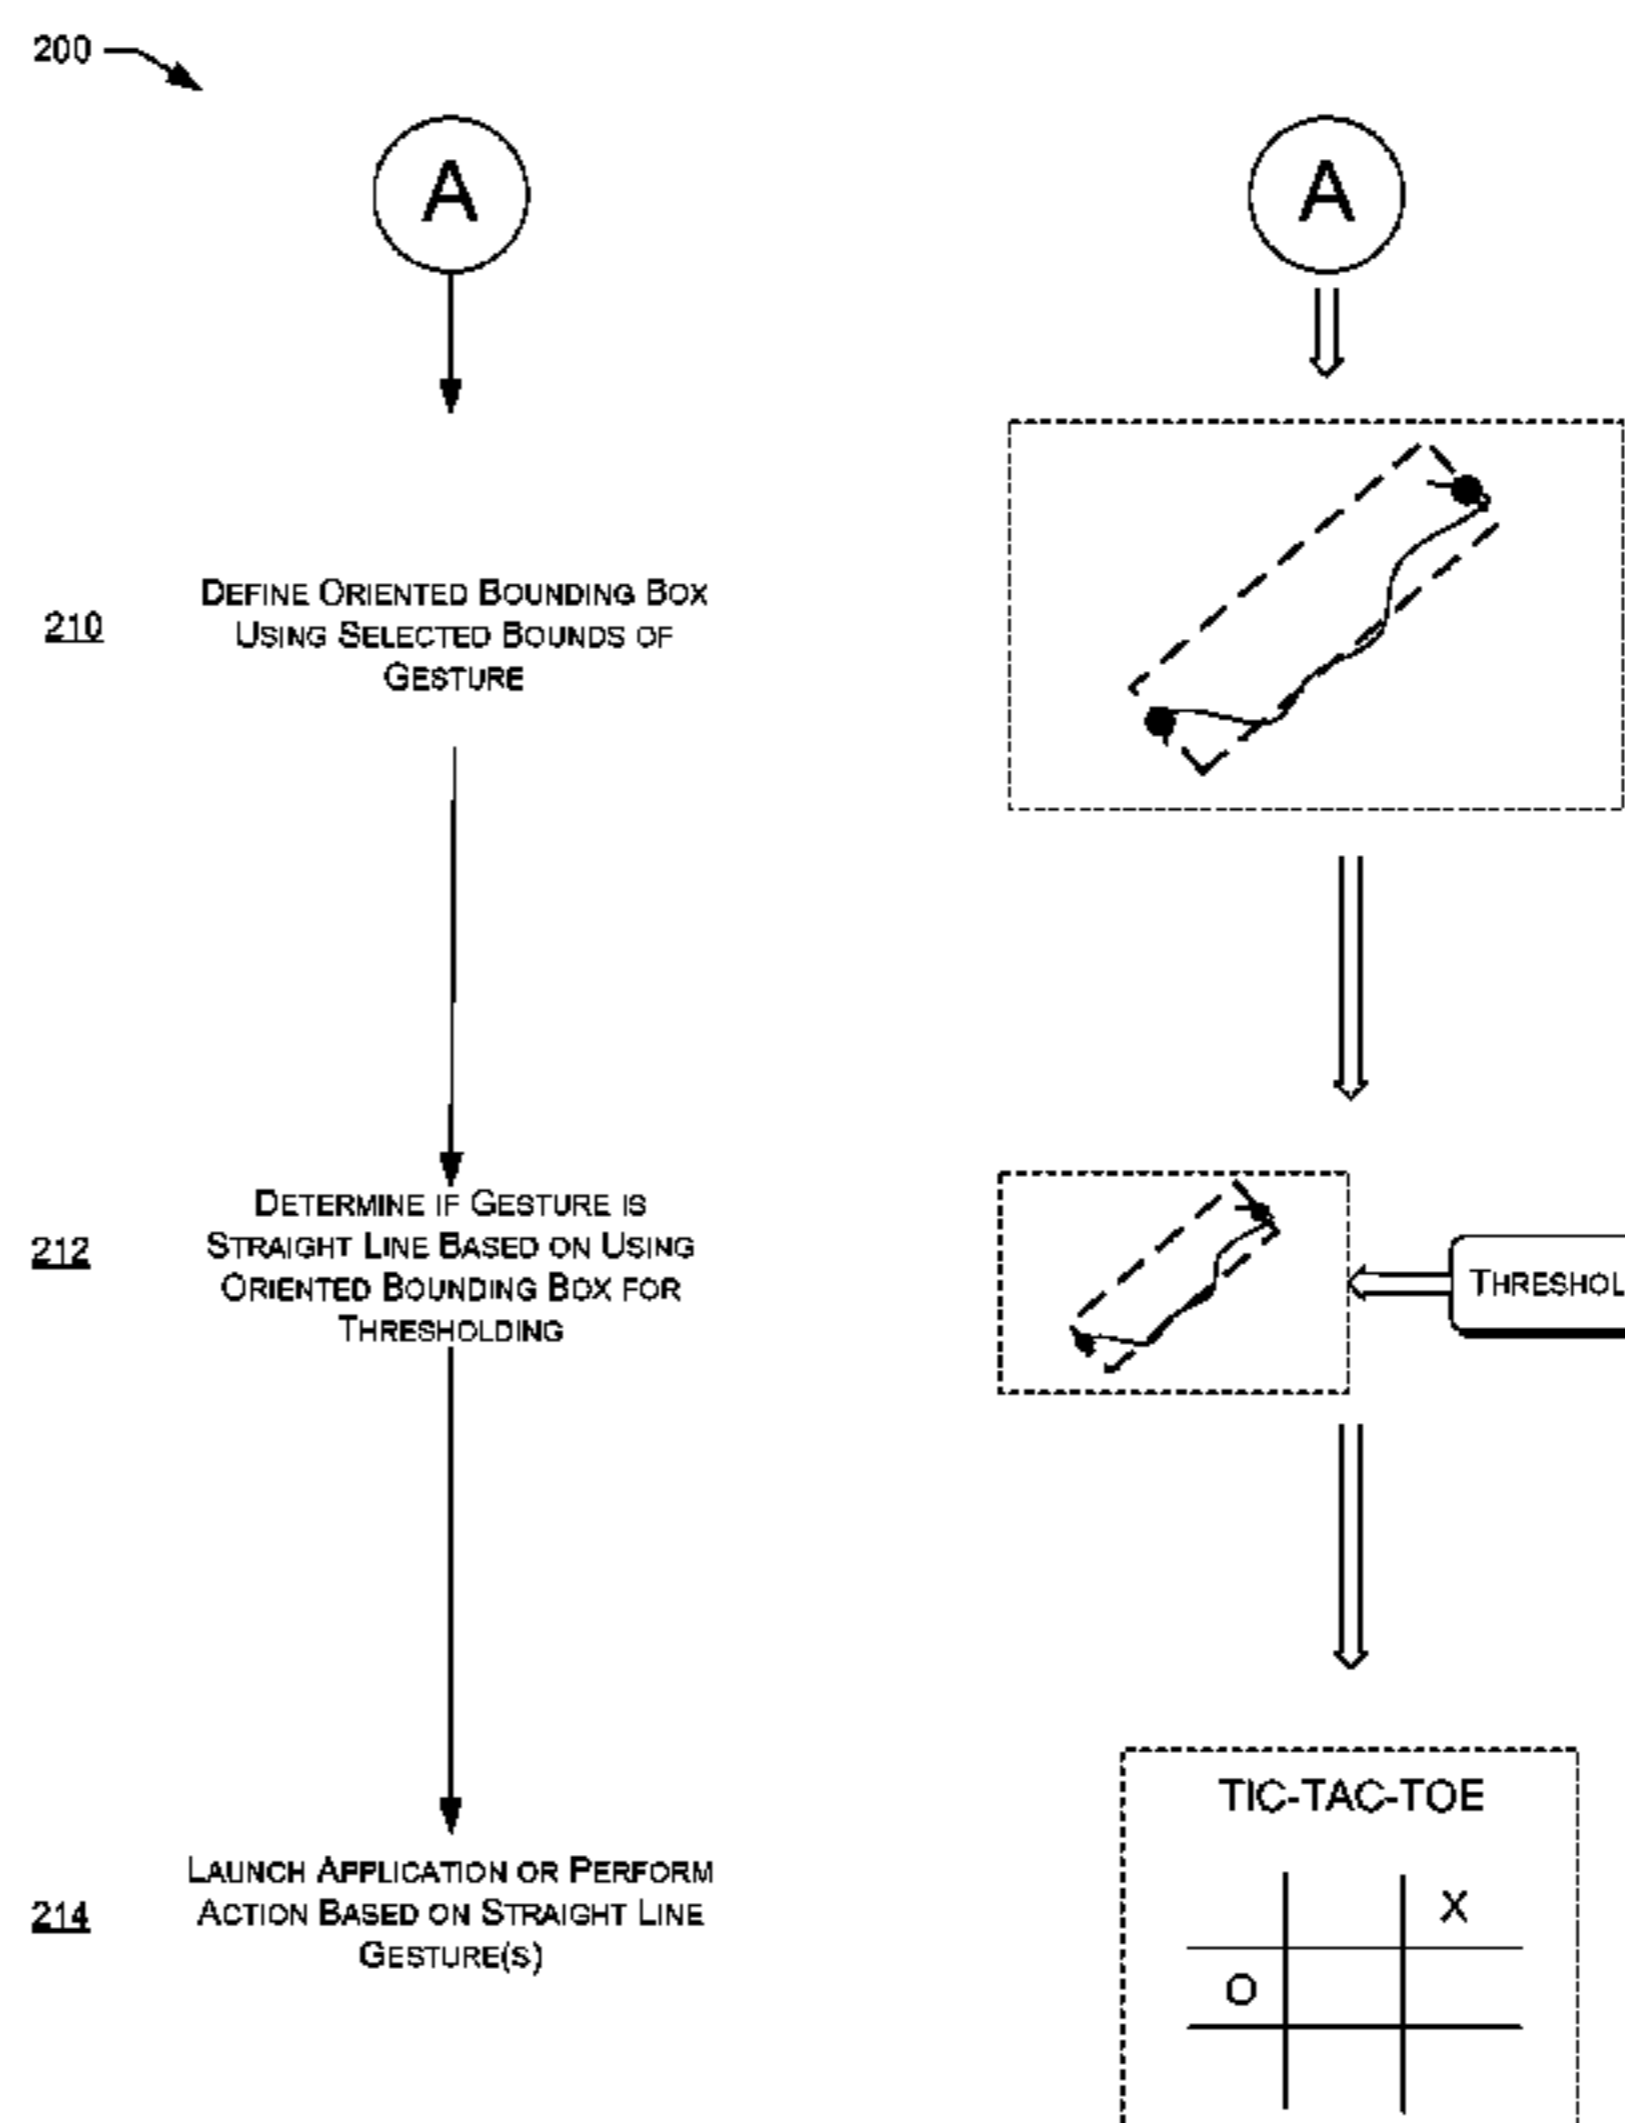 200
A
A
210
DEFINE ORIENTED BOUNDING BOX
USING SELECTED BOUNDS OF
GESTURE
212
DETERMINE IF GESTURE IS
STRAIGHT LINE BASED ON USING
ORIENTED BOUNDING BOX FOR
THRESHOLDING
THRESHOL
214
LAUNCH APPLICATION OR PERFORM
ACTION BASED ON STRAIGHT LINE
GESTURE(S)
TIC-TAC-TOE
X
O